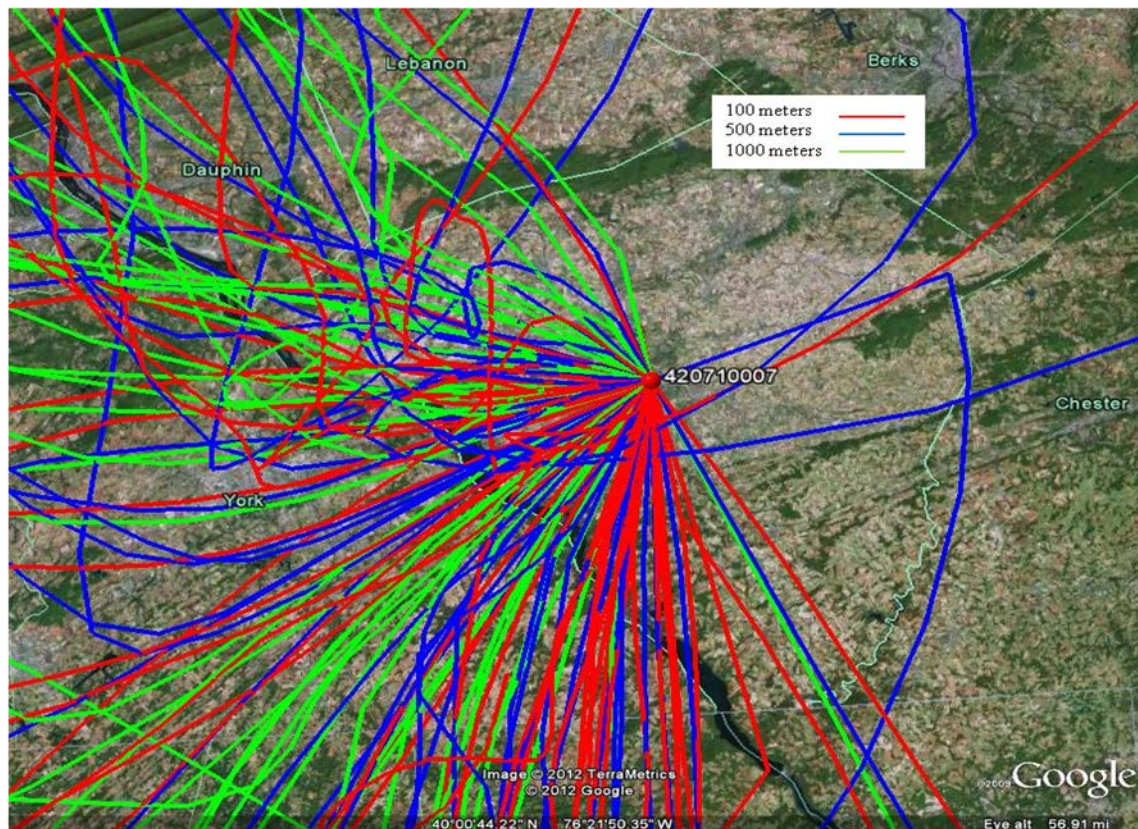 Lebanon
Berks
100 meters
500 meters
1000 meters
Dauphin
420710007
Chester
York
Image © 2012 TerraMetrics
© 2012 Google
©2009 Google
40°00'44.22" N 76°21'50.35" W
Eye alt 56.91 mi